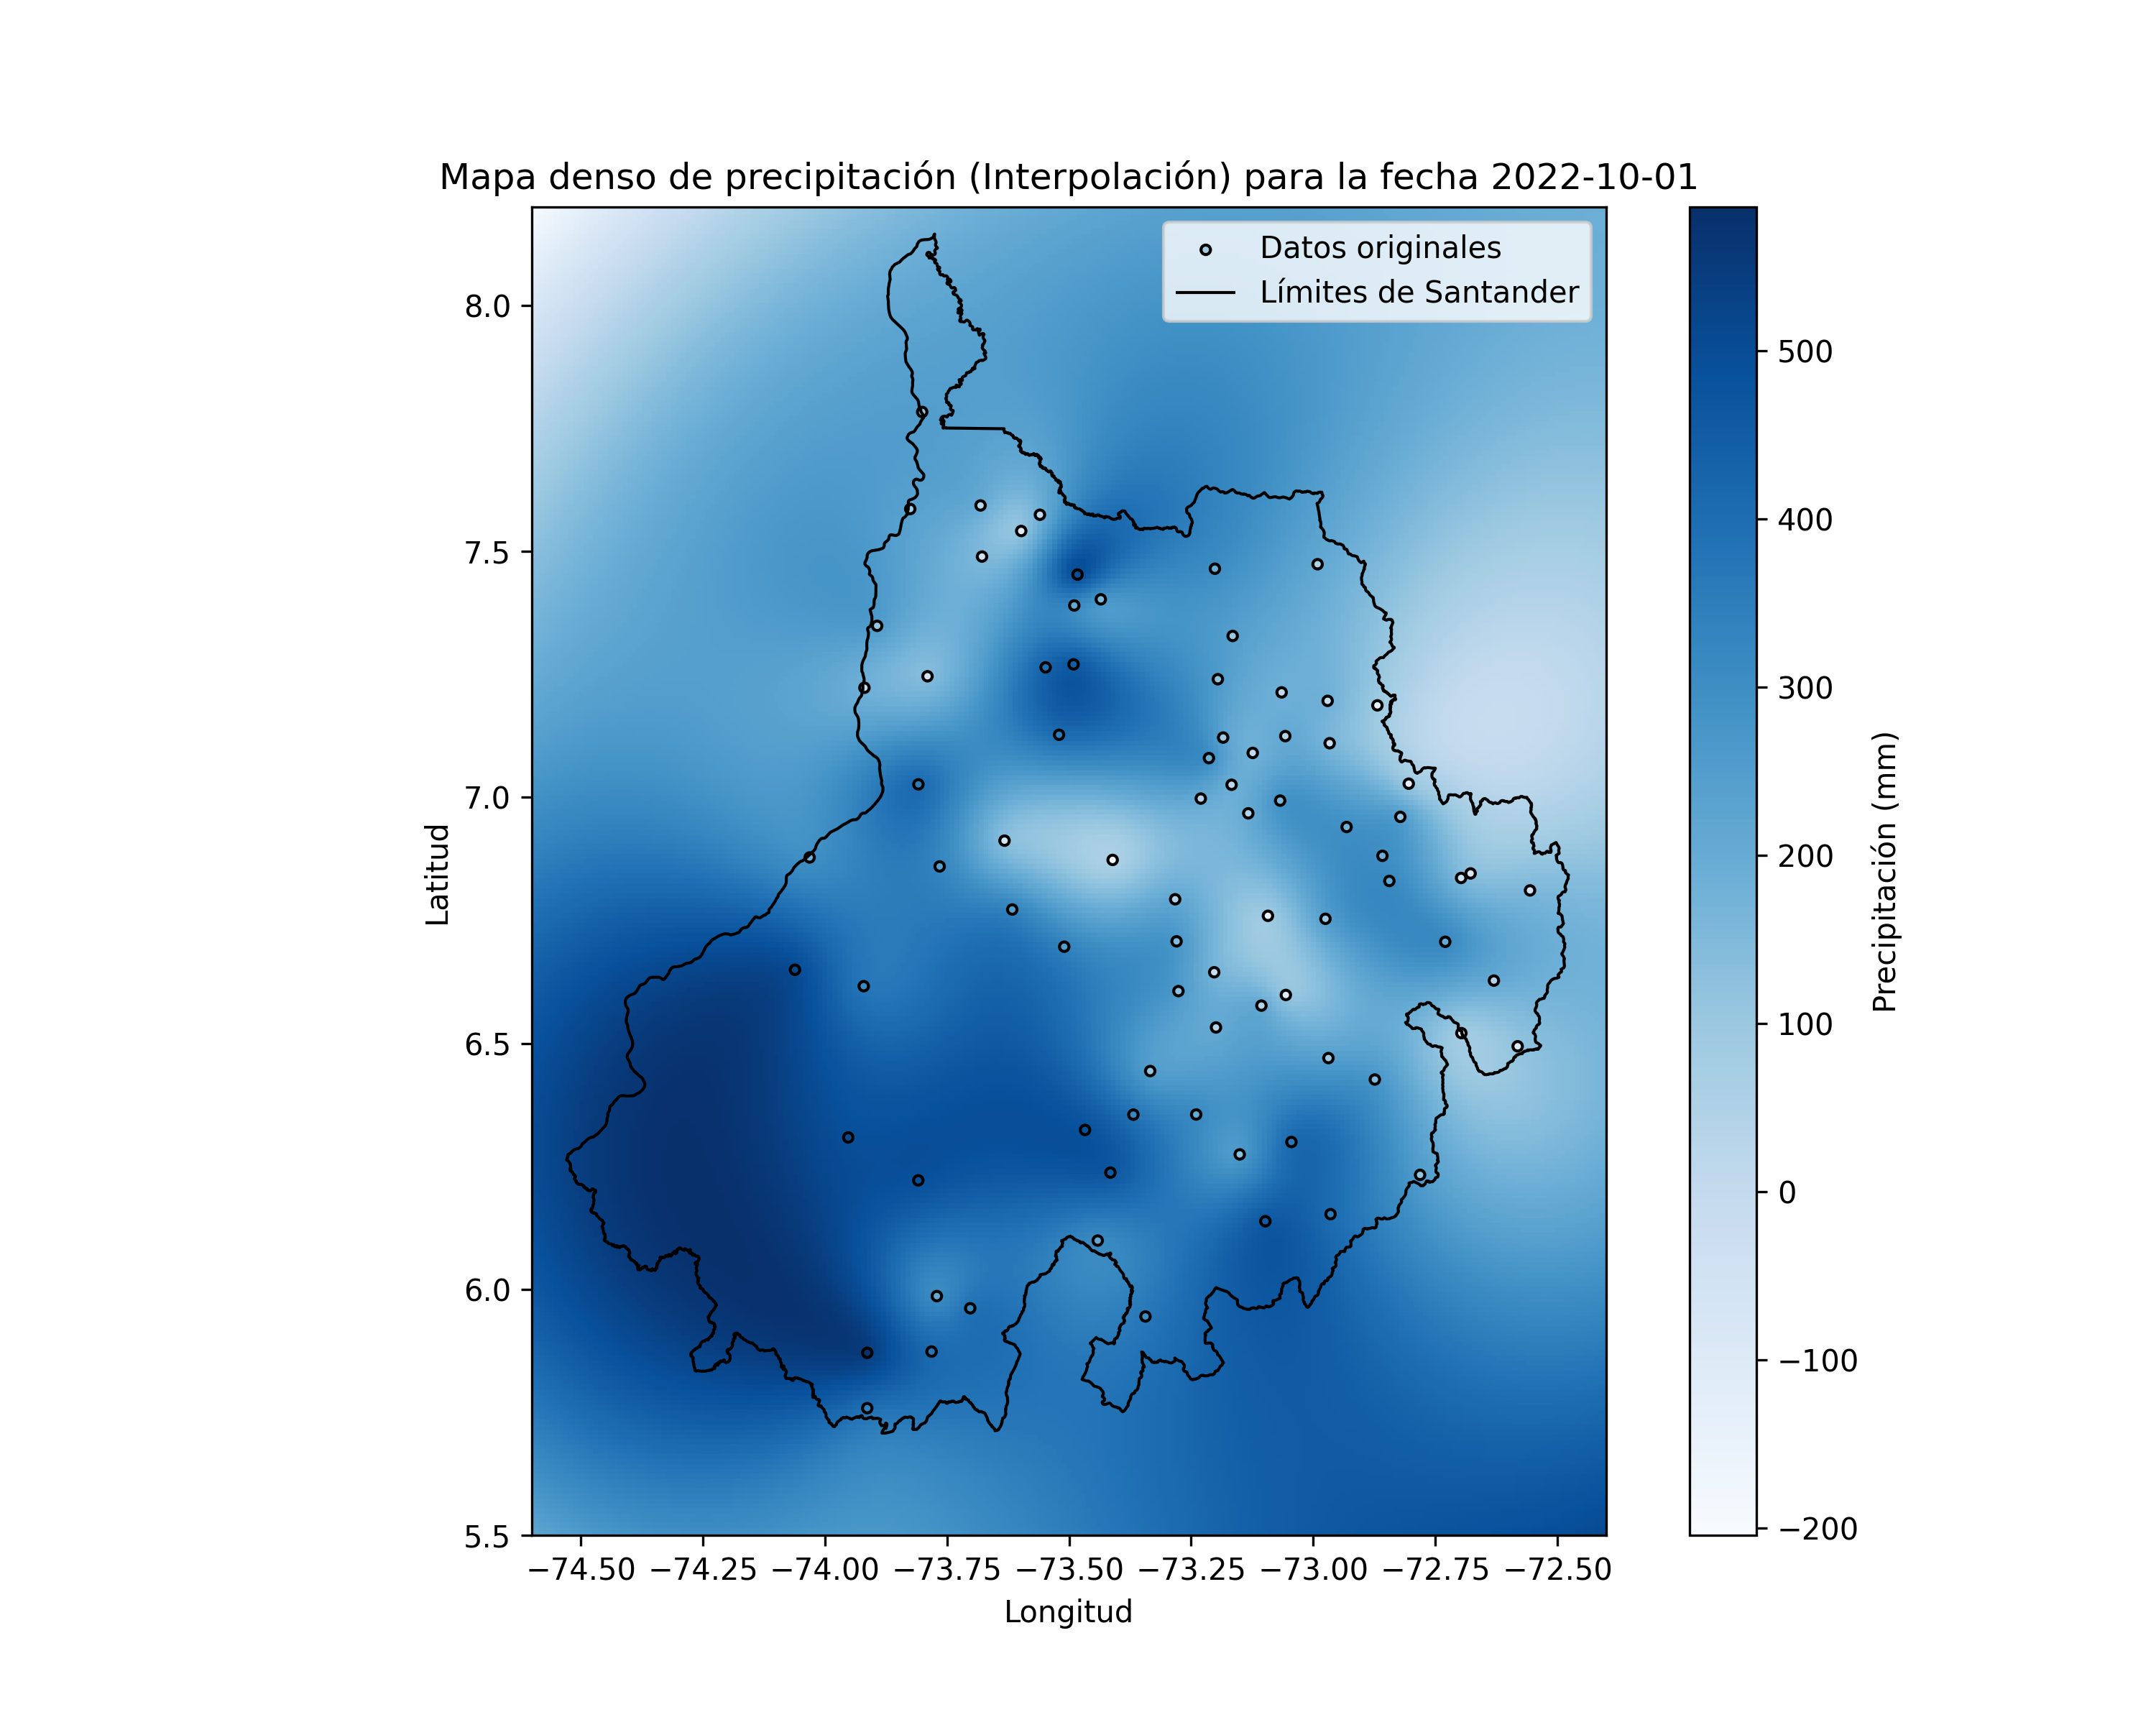 Mapa denso de precipitación (Interpolación) para la fecha 2022-10-01
Datos originales
Límites de Santander
8.0
7.5
7.0
6.5
6.0
5.5
Latitud
−74.50 −74.25 −74.00 −73.75 −73.50 −73.25 −73.00 −72.75 −72.50
Longitud
500
400
300
200
100
0
−100
−200
Precipitación (mm)